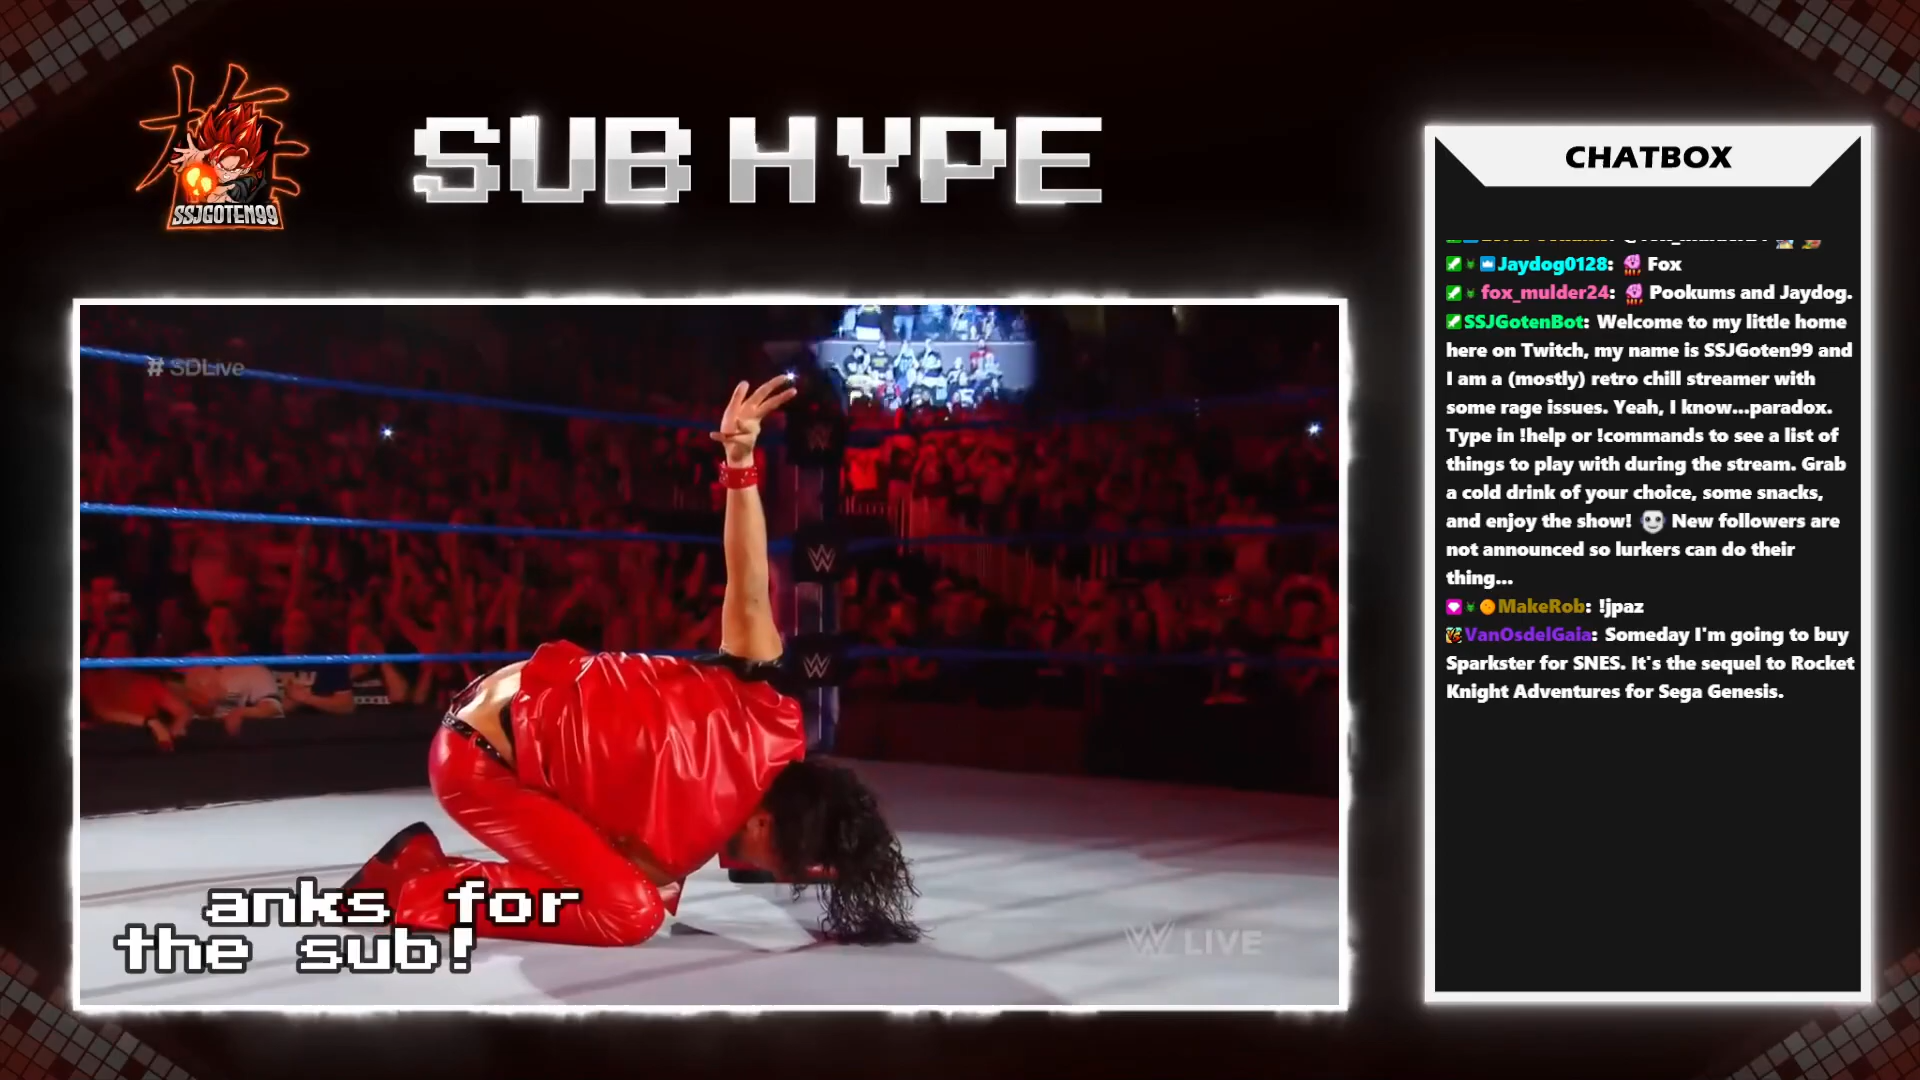 SSJGOTEN99
SUB HYPE
# SDLive
anks for
the sub!
LIVE
CHATBOX
Jaydog0128: Fox
fox_mulder24: Pookums and Jaydog.
SSJGotenBot: Welcome to my little home
here on Twitch, my name is SSJGoten99 and
I am a (mostly) retro chill streamer with
some rage issues. Yeah, I know...paradox.
Type in !help or !commands to see a list of
things to play with during the stream. Grab
a cold drink of your choice, some snacks,
and enjoy the show! New followers are
not announced so lurkers can do their
thing...
MakeRob: !jpaz
VanOsdelGaia: Someday I'm going to buy
Sparkster for SNES. It's the sequel to Rocket
Knight Adventures for Sega Genesis.